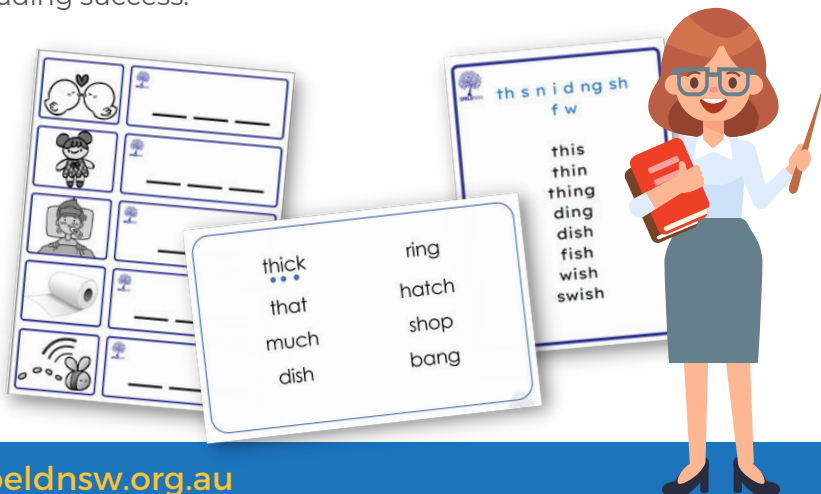 uding success.
th s n i d ng sh
f w
this
thin
thing
ding
dish
fish
wish
swish
thick
that
much
dish
ring
hatch
shop
bang
eldnsw.org.au